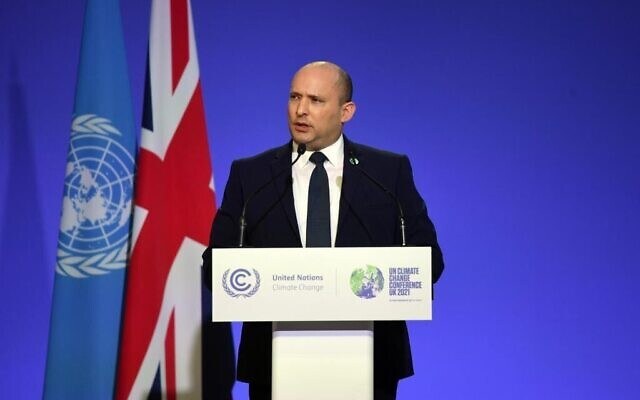 United Nations
Climate Change
UN CLIMATE
CHANGE
CONFERENCE
UK 2021